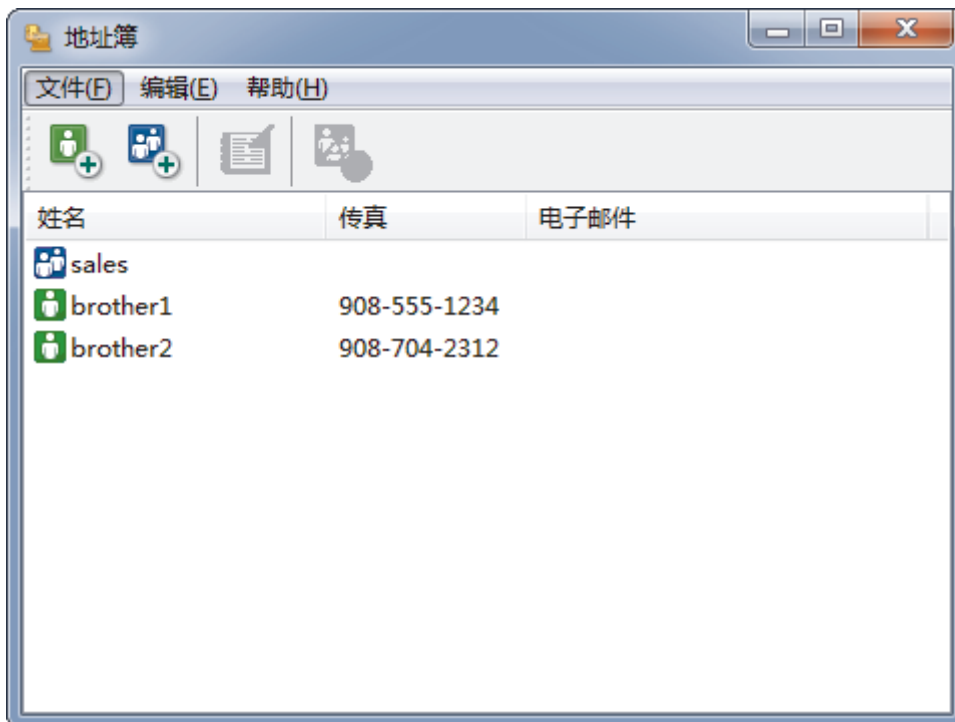 地址簿
文件(F) 编辑(E) 帮助(H)
姓名 传真 电子邮件
sales
brother1 908-555-1234
brother2 908-704-2312